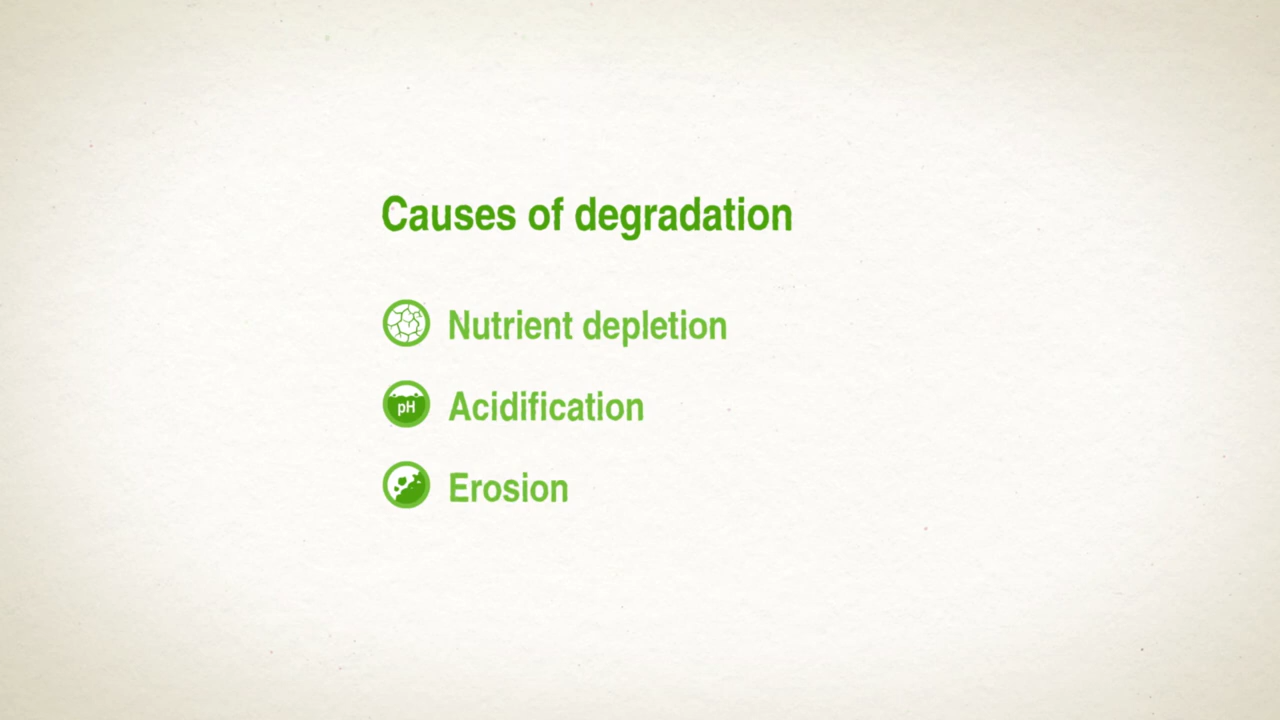 Causes of degradation
Nutrient depletion
pH
Acidification
Erosion